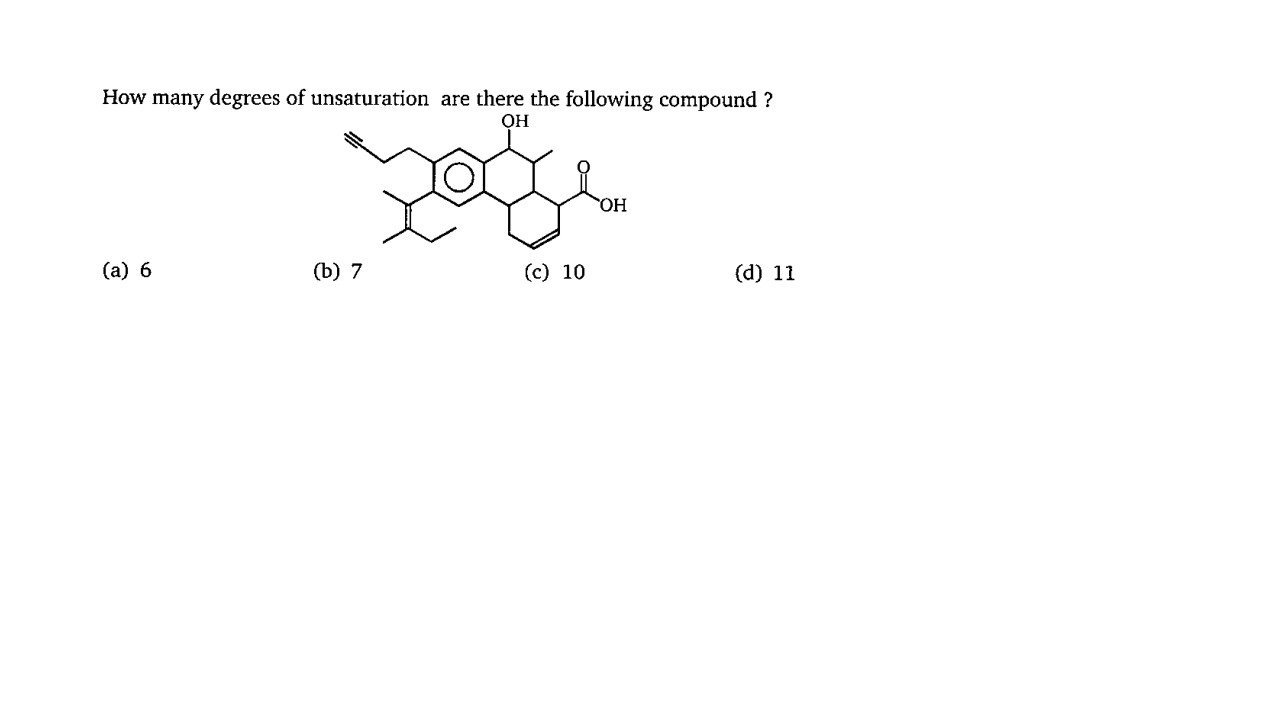 How many degrees of unsaturation are there the following compound ?
OH
O
OH
(a) 6 (b) 7 (c) 10 (d) 11